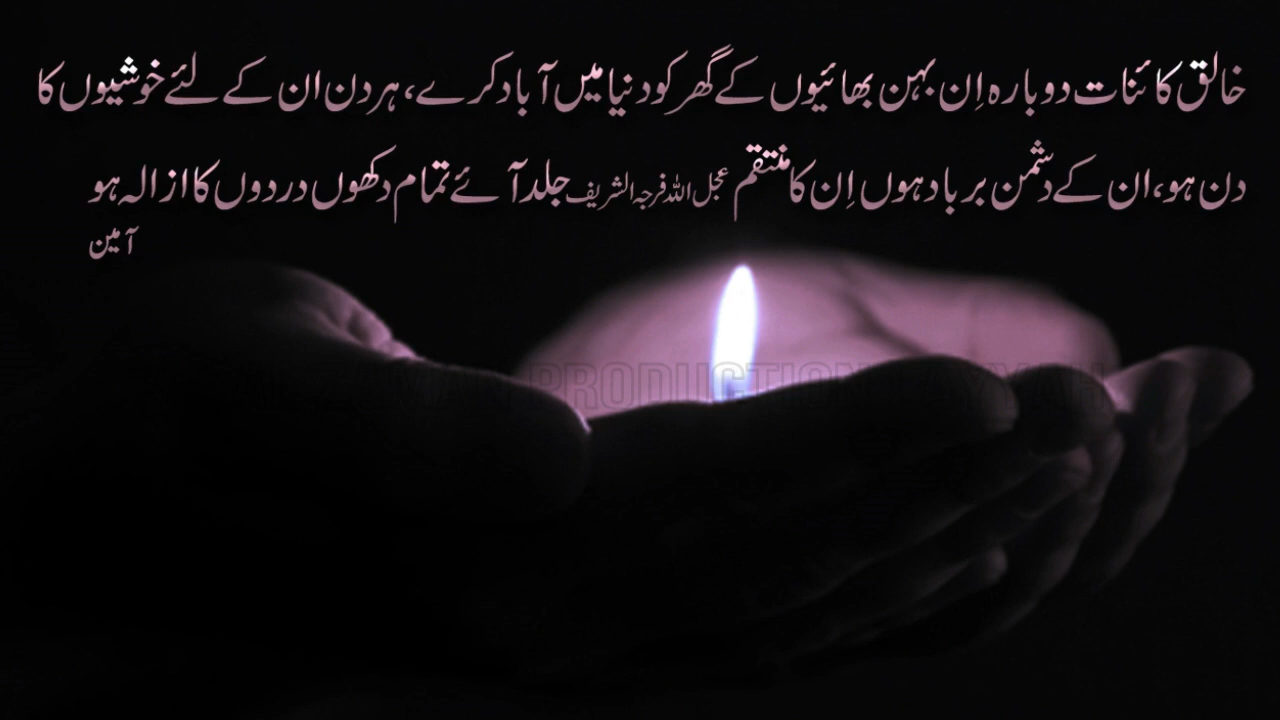 خالق کائنات دوبارہ اِن بہن بھائیوں کے گھر کو دنیا میں آباد کرے، ہر دن ان کے لئے خوشیوں کا
دن ہو، ان کے دشمن برباد ہوں اِن کا منتقم عجل اللہ فرجہ الشریف جلد آئے تمام دکھوں دردوں کا ازالہ ہو
آمین
PRODUCTION